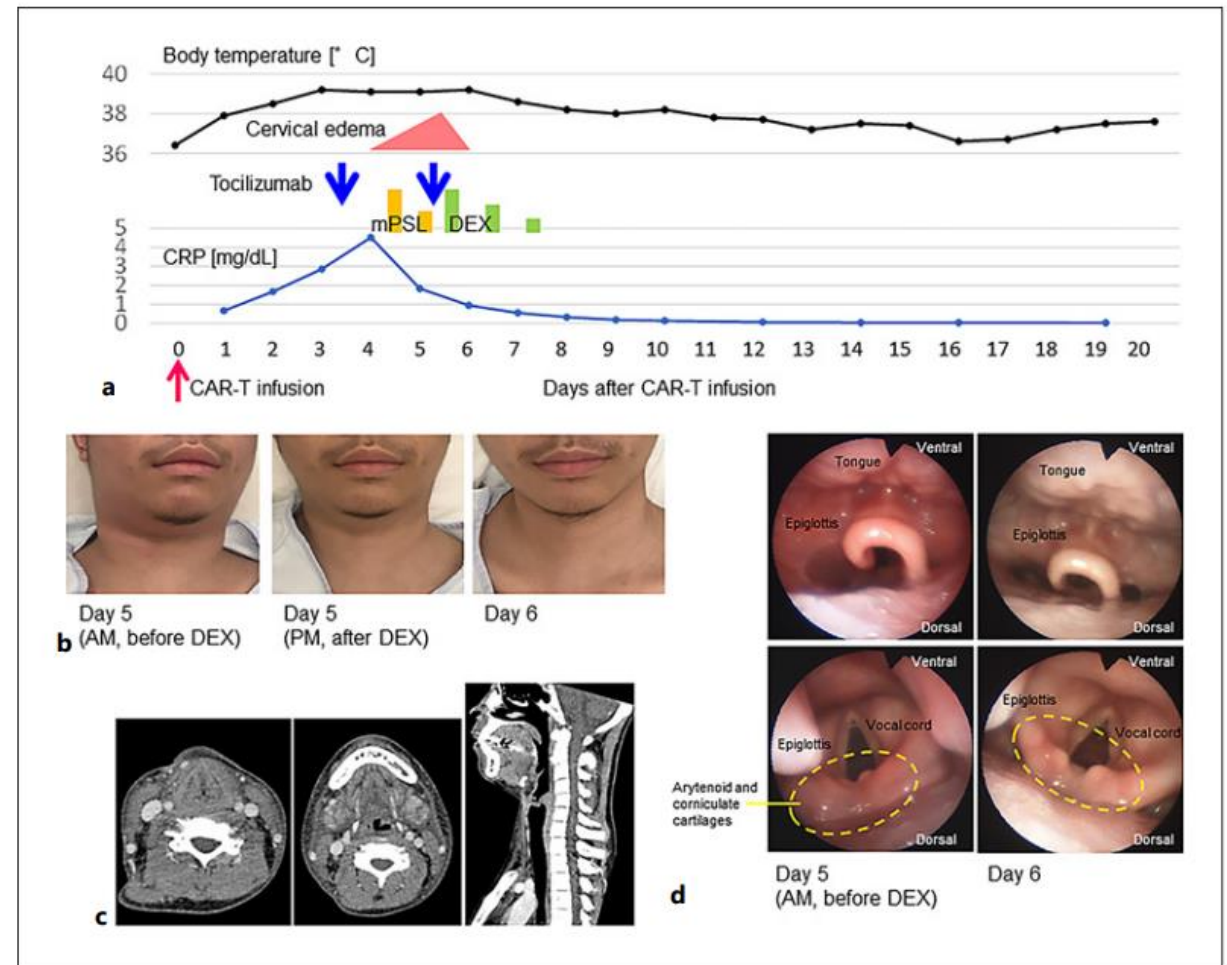 Body temperature [° C]
40
38
36
Cervical edema
Tocilizumab
mPSL DEX
5
4
3
2
1
0
CRP [mg/dL]
0 1 2 3 4 5 6 7 8 9 10 11 12 13 14 15 16 17 18 19 20
a
CAR-T infusion
Days after CAR-T infusion
Day 5
(AM, before DEX)
Day 5
(PM, after DEX)
Day 6
b
c
Ventral
Tongue
Epiglottis
Dorsal
Ventral
Tongue
Epiglottis
Dorsal
Ventral
Vocal cord
Epiglottis
Arytenoid and
corniculate
cartilages
Dorsal
Ventral
Epiglottis
Vocal cord
Dorsal
Day 5
(AM, before DEX)
Day 6
d